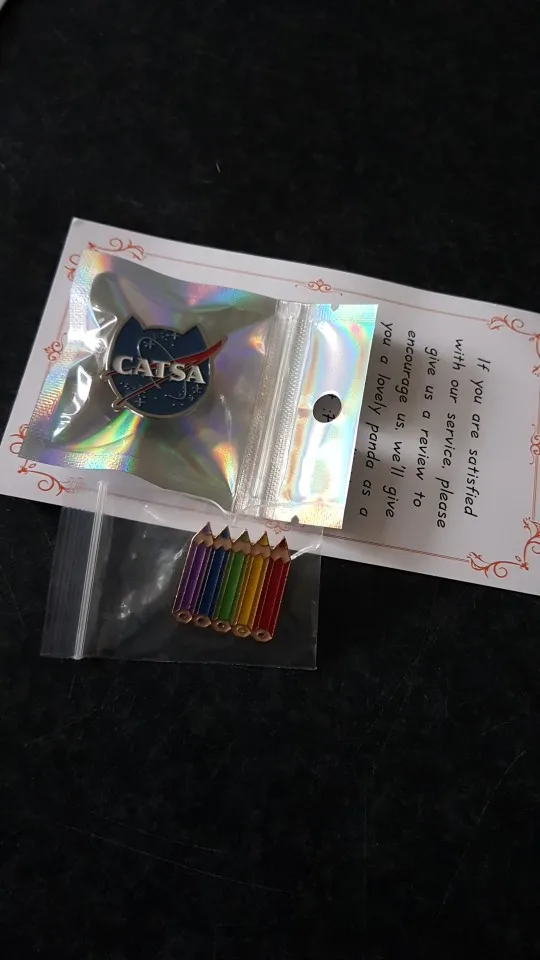 CATSA
If you are satisfied
with our service, please
give us a review to
encourage us, we'll give
you a lovely panda as a